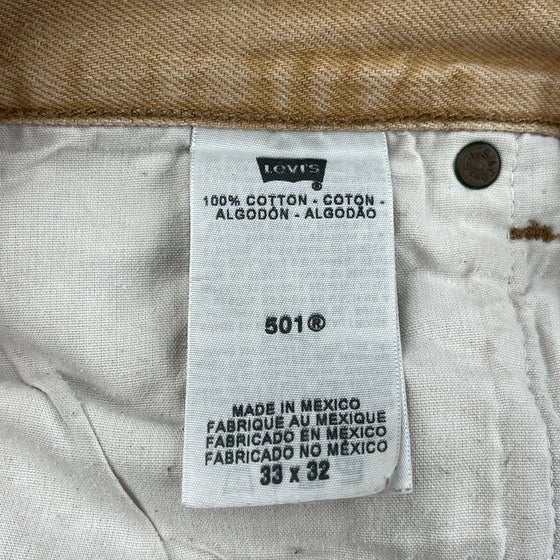 LEVI'S
®
100% COTTON - COTON -
ALGODÓN - ALGODÃO
501®
MADE IN MEXICO
FABRIQUE AU MEXIQUE
FABRICADO EN MÉXICO
FABRICADO NO MÉXICO
33 x 32